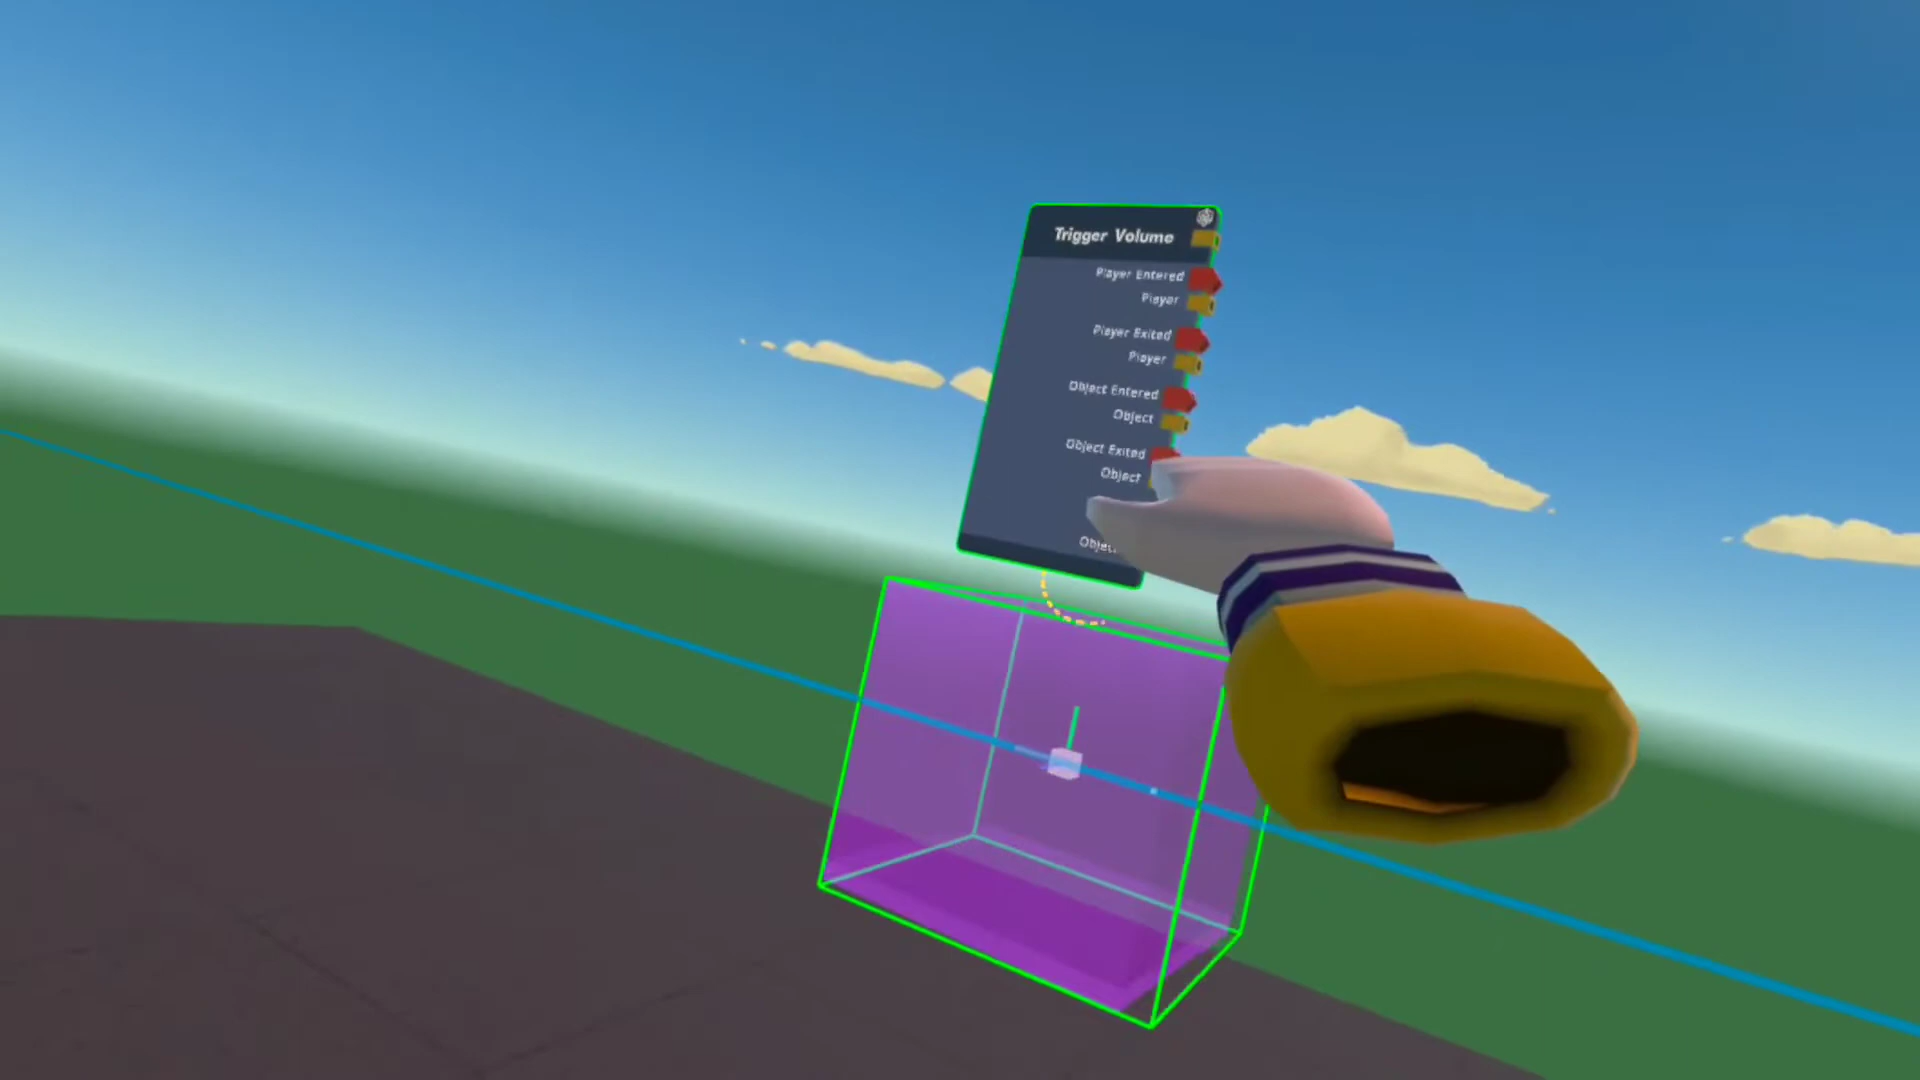 Trigger Volume
Player Entered
Player
Player Exited
Player
Object Entered
Object
Object Exited
Object